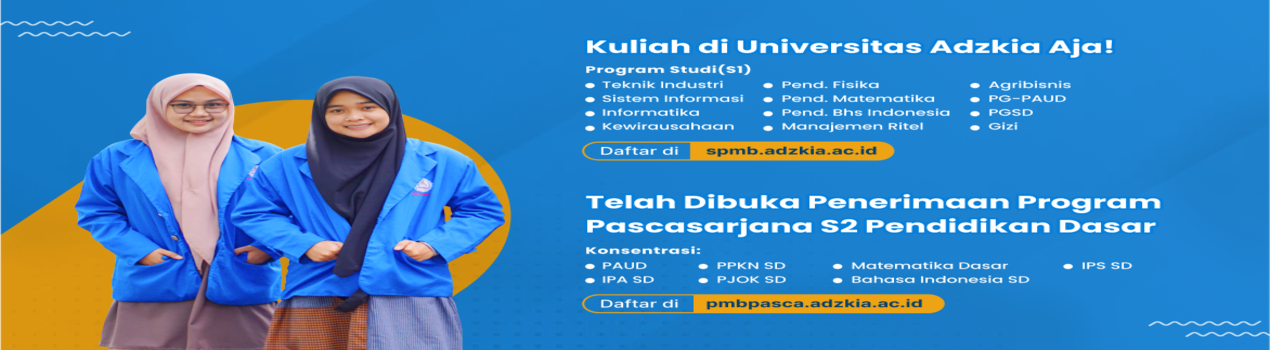 Kuliah di Universitas Adzkia Aja!
Program Studi(S1)
Teknik Industri
Sistem Informasi
Informatika
Kewirausahaan
Pend. Fisika
Pend. Matematika
Pend. Bhs Indonesia
Manajemen Ritel
Agribisnis
PG-PAUD
PGSD
Gizi
Daftar di spmb.adzkia.ac.id
Telah Dibuka Penerimaan Program
Pascasarjana S2 Pendidikan Dasar
Konsentrasi:
PAUD
IPA SD
PPKN SD
PJOK SD
Matematika Dasar
Bahasa Indonesia SD
IPS SD
Daftar di pmbpasca.adzkia.ac.id